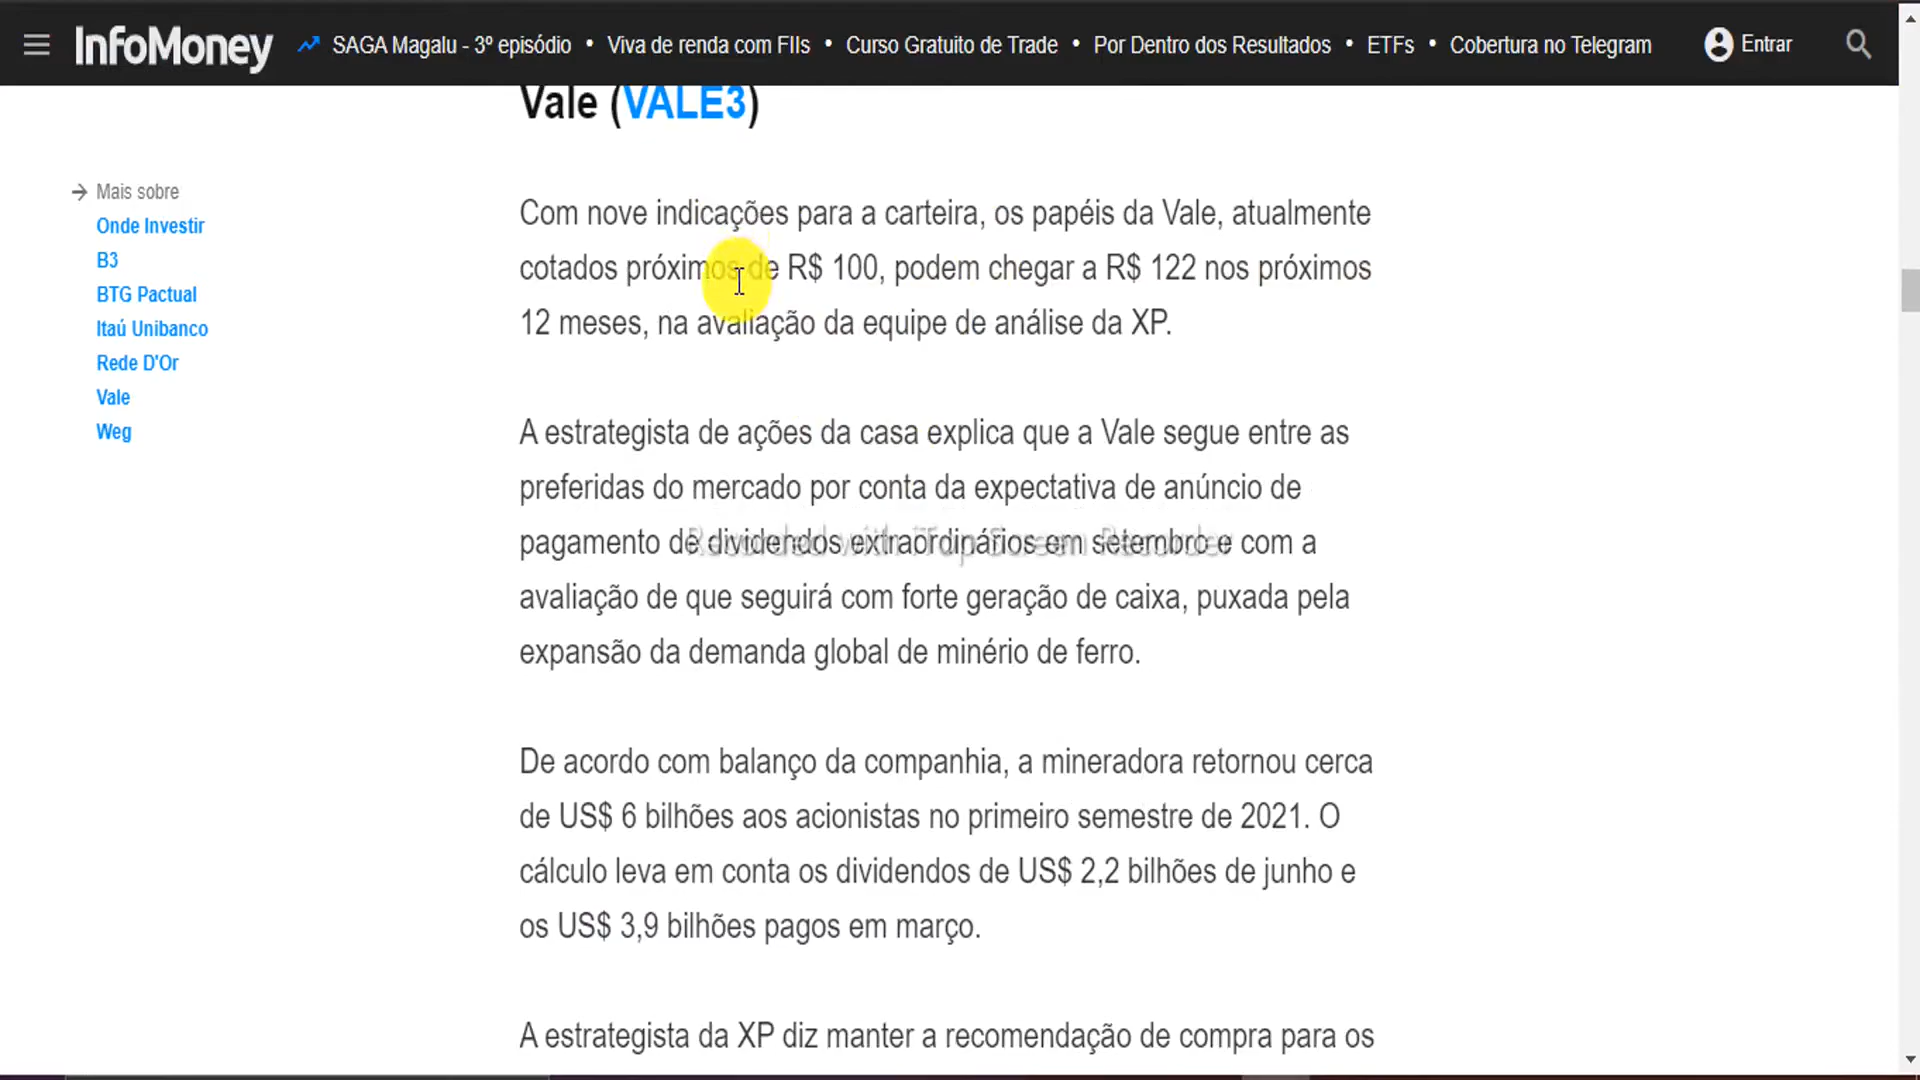 InfoMoney
SAGA Magalu - 3º episódio • Viva de renda com FIIs • Curso Gratuito de Trade • Por Dentro dos Resultados • ETFs • Cobertura no Telegram
Entrar
Vale (VALE3)
Mais sobre
Onde Investir
B3
BTG Pactual
Itaú Unibanco
Rede D'Or
Vale
Weg
Com nove indicações para a carteira, os papéis da Vale, atualmente
cotados próximos de R$ 100, podem chegar a R$ 122 nos próximos
12 meses, na avaliação da equipe de análise da XP.
A estrategista de ações da casa explica que a Vale segue entre as
preferidas do mercado por conta da expectativa de anúncio de
pagamento de dividendos extraordinários em setembro e com a
avaliação de que seguirá com forte geração de caixa, puxada pela
expansão da demanda global de minério de ferro.
Recorded with iTop Screen Recorder
De acordo com balanço da companhia, a mineradora retornou cerca
de US$ 6 bilhões aos acionistas no primeiro semestre de 2021. O
cálculo leva em conta os dividendos de US$ 2,2 bilhões de junho e
os US$ 3,9 bilhões pagos em março.
A estrategista da XP diz manter a recomendação de compra para os